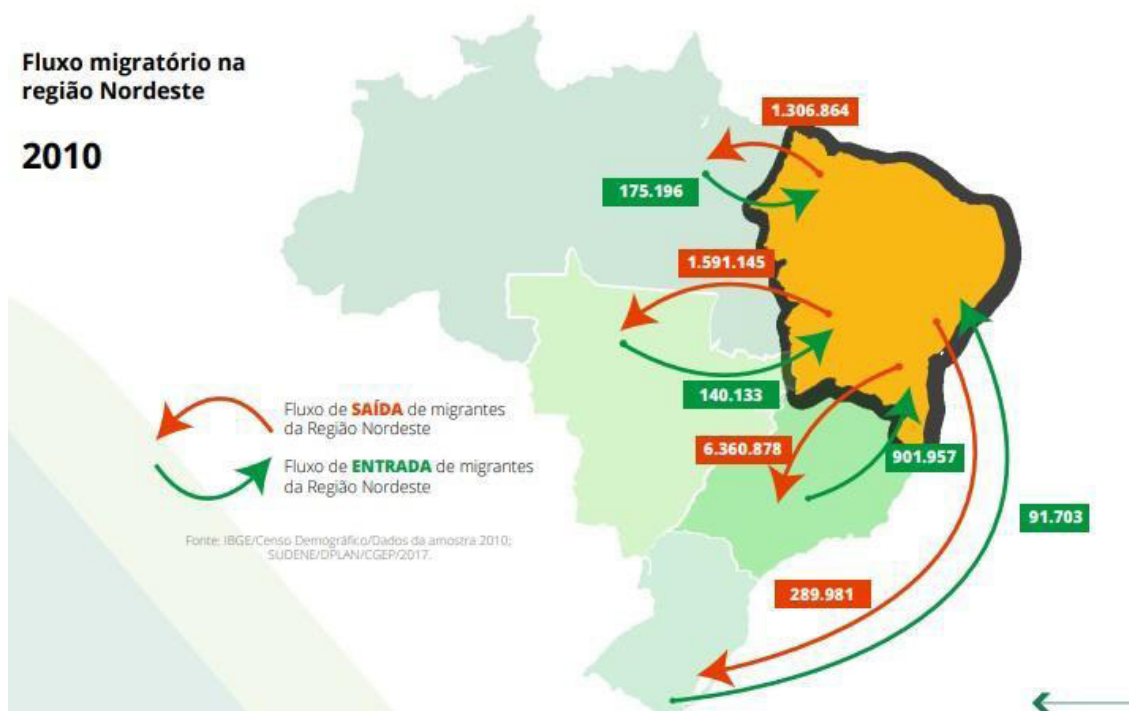 Fluxo migratório na
região Nordeste
2010
1.306.864
175.196
1.591.145
140.133
6.360.878
901.957
91.703
289.981
Fluxo de SAÍDA de migrantes
da Região Nordeste
Fluxo de ENTRADA de migrantes
da Região Nordeste
Fonte: IBGE/Censo Demográfico/Dados da amostra 2010;
SUDENE/DPLAN/CGEP/2017.